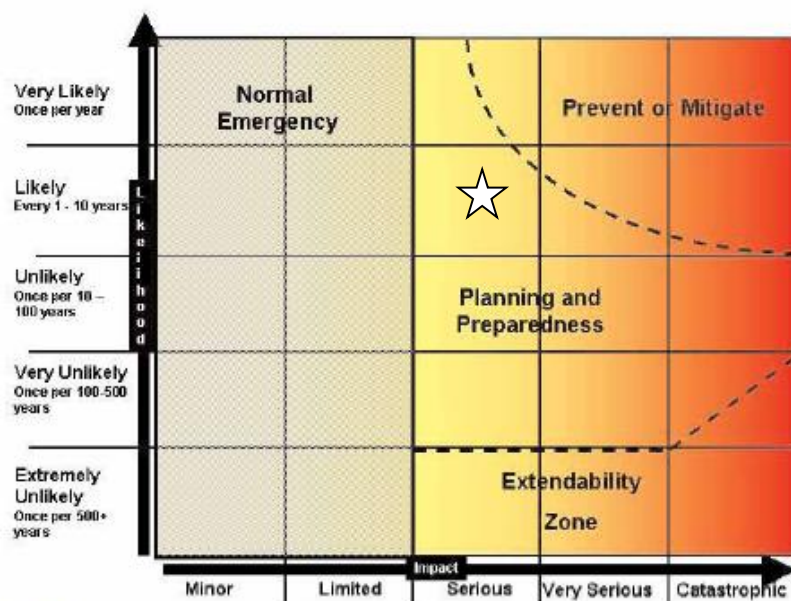 Very Likely
Once per year
Normal
Emergency
Prevent or Mitigate
Likely
Every 1 - 10 years
Likeliihood
Unlikely
Once per 10 –
100 years
Planning and
Preparedness
Very Unlikely
Once per 100-500
years
Extremely
Unlikely
Once per 500+
years
Extendability
Zone
Impact
Minor
Limited
Serious
Very Serious
Catastrophic